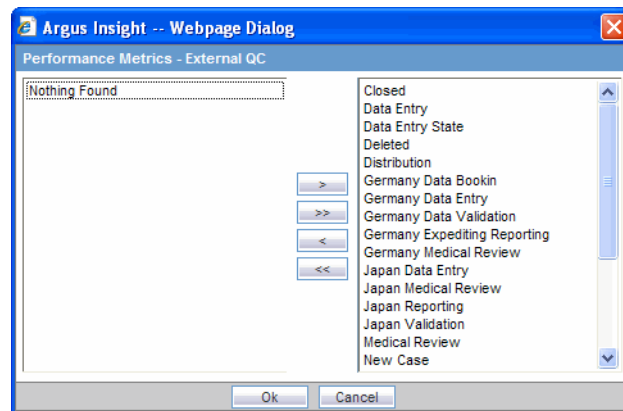 Argus Insight -- Webpage Dialog
Performance Metrics - External QC
Nothing Found
>
>>
<
<<
Closed
Data Entry
Data Entry State
Deleted
Distribution
Germany Data Bookin
Germany Data Entry
Germany Data Validation
Germany Expediting Reporting
Germany Medical Review
Japan Data Entry
Japan Medical Review
Japan Reporting
Japan Validation
Medical Review
New Case
Ok Cancel